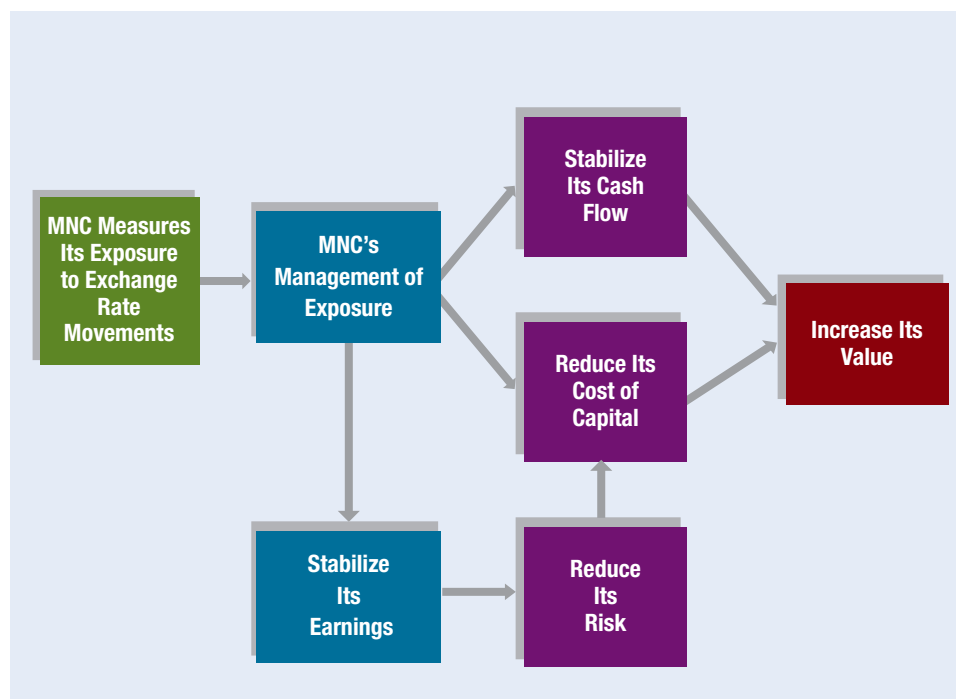 MNC Measures
Its Exposure
to Exchange
Rate
Movements
MNC's
Management of
Exposure
Stabilize
Its Cash
Flow
Reduce Its
Cost of
Capital
Increase Its
Value
Stabilize
Its
Earnings
Reduce
Its
Risk